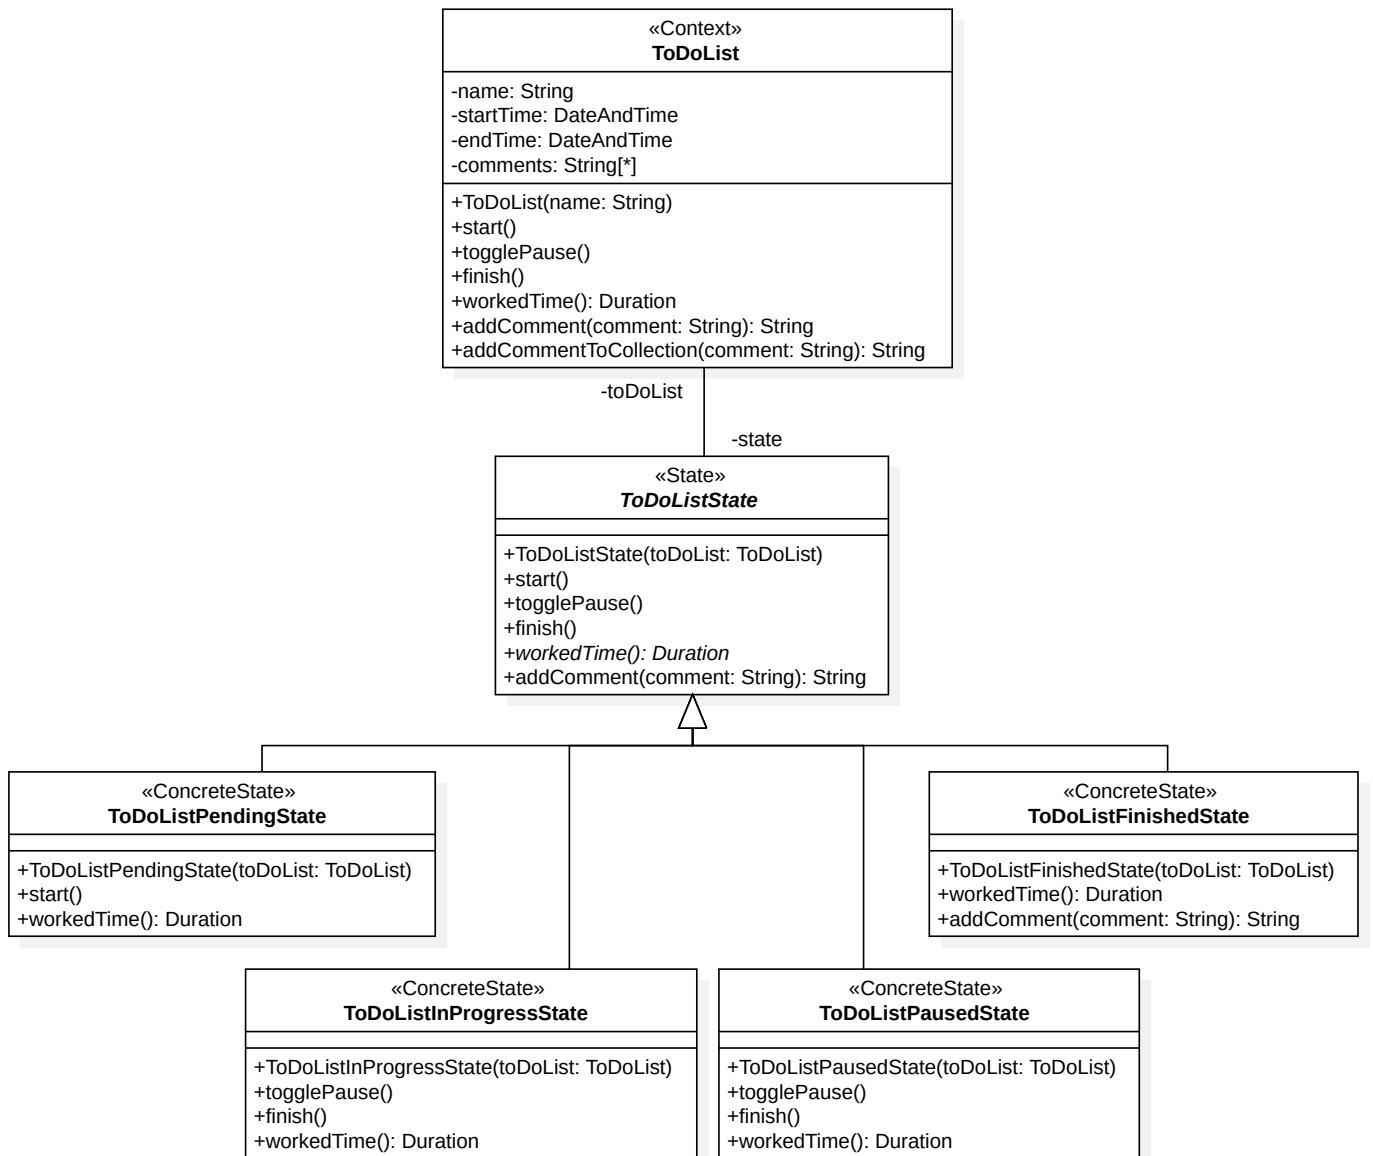 «Context»
ToDoList
-name: String
-startTime: DateAndTime
-endTime: DateAndTime
-comments: String[*]
+ToDoList(name: String)
+start()
+togglePause()
+finish()
+workedTime(): Duration
+addComment(comment: String): String
+addCommentToCollection(comment: String): String
-toDoList
-state
«State»
ToDoListState
+ToDoListState(toDoList: ToDoList)
+start()
+togglePause()
+finish()
+workedTime(): Duration
+addComment(comment: String): String
«ConcreteState»
ToDoListPendingState
+ToDoListPendingState(toDoList: ToDoList)
+start()
+workedTime(): Duration
«ConcreteState»
ToDoListFinishedState
+ToDoListFinishedState(toDoList: ToDoList)
+workedTime(): Duration
+addComment(comment: String): String
«ConcreteState»
ToDoListInProgressState
+ToDoListInProgressState(toDoList: ToDoList)
+togglePause()
+finish()
+workedTime(): Duration
«ConcreteState»
ToDoListPausedState
+ToDoListPausedState(toDoList: ToDoList)
+togglePause()
+finish()
+workedTime(): Duration